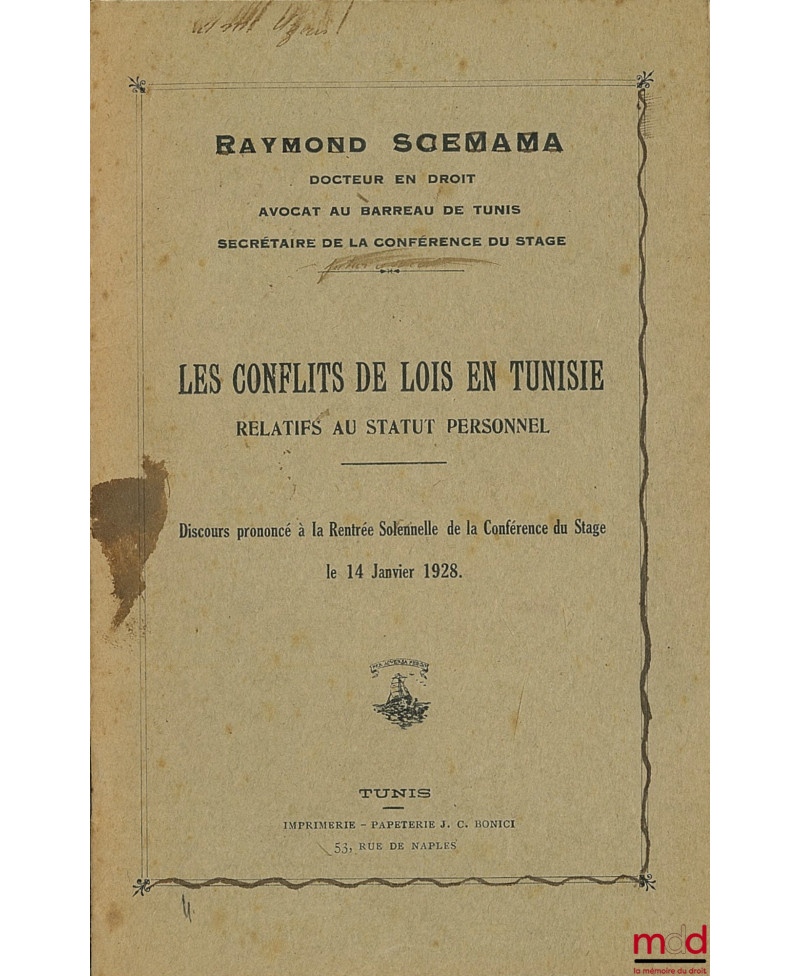 RAYMOND SCEMAMA
DOCTEUR EN DROIT
AVOCAT AU BARREAU DE TUNIS
SECRÉTAIRE DE LA CONFÉRENCE DU STAGE
LES CONFLITS DE LOIS EN TUNISIE
RELATIFS AU STATUT PERSONNEL
Discours prononcé à la Rentrée Solennelle de la Conférence du Stage
le 14 Janvier 1928.
TUNIS
IMPRIMERIE - PAPETERIE J. C. BONICI
53, RUE DE NAPLES
mdd
la mémoire du droit